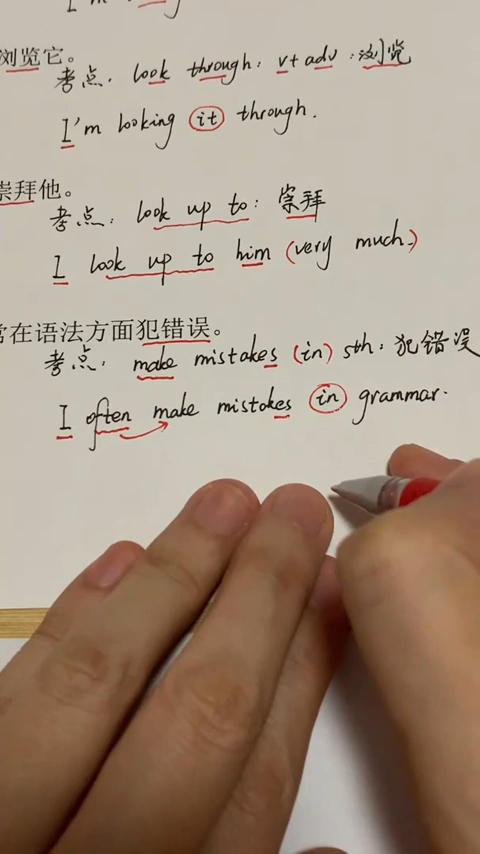 I'm
浏览它。
考点: look through: v+adv:浏览
I'm looking it through.
崇拜他。
考点: look up to: 崇拜
I look up to him (very much.)
常在语法方面犯错误。
考点: make mistakes (in) sth: 犯错误
I often make mistakes in grammar.